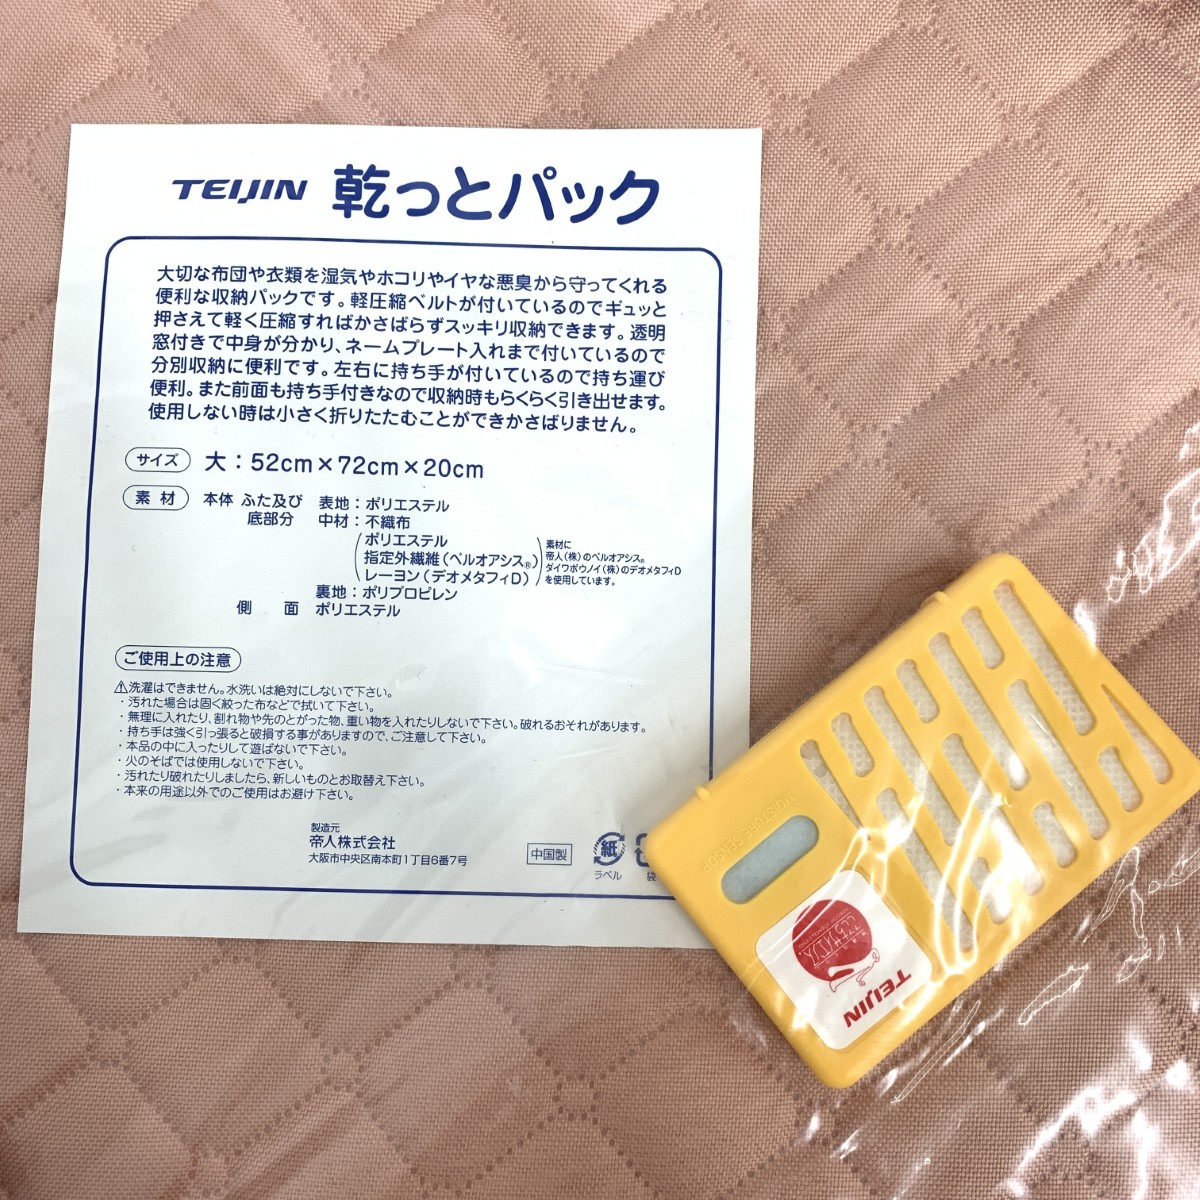 TEIJIN 乾っとパック
大切な布団や衣類を湿気やホコリやイヤな悪臭から守ってくれる
便利な収納パックです。軽圧縮ベルトが付いているのでギュッと
押さえて軽く圧縮すればかさばらずスッキリ収納できます。透明
窓付きで中身が分かり、ネームプレート入れまで付いているので
分別収納に便利です。左右に持ち手が付いているので持ち運び
便利。また前面も持ち手付きなので収納時もらくらく引き出せます。
使用しない時は小さく折りたたむことができかさばりません。
サイズ 大：52cm×72cm×20cm
素材 本体 ふた及び 表地：ポリエステル
底部分 中材：不織布
ポリエステル
指定外繊維（ベルオアシス®）
レーヨン（デオメタフィD）
素材に
帝人（株）のベルオアシス®
ダイワボウノイ（株）のデオメタフィD
を使用しています。
裏地：ポリプロピレン
側面 ポリエステル
ご使用上の注意
⚠洗濯はできません。水洗いは絶対にしないで下さい。
・汚れた場合は固く絞った布などで拭いて下さい。
・無理に入れたり、割れ物や先のとがった物、重い物を入れたりしないで下さい。破れるおそれがあります。
・持ち手は強く引っ張ると破損する事がありますので、ご注意して下さい。
・本品の中に入ったりして遊ばないで下さい。
・火のそばでは使用しないで下さい。
・汚れたり破れたりしましたら、新しいものとお取替え下さい。
・本来の用途以外でのご使用はお避け下さい。
製造元
帝人株式会社
大阪市中央区南本町1丁目6番7号
中国製
紙
ラベル
袋
MOISTURE SENSOR
TEIJIN